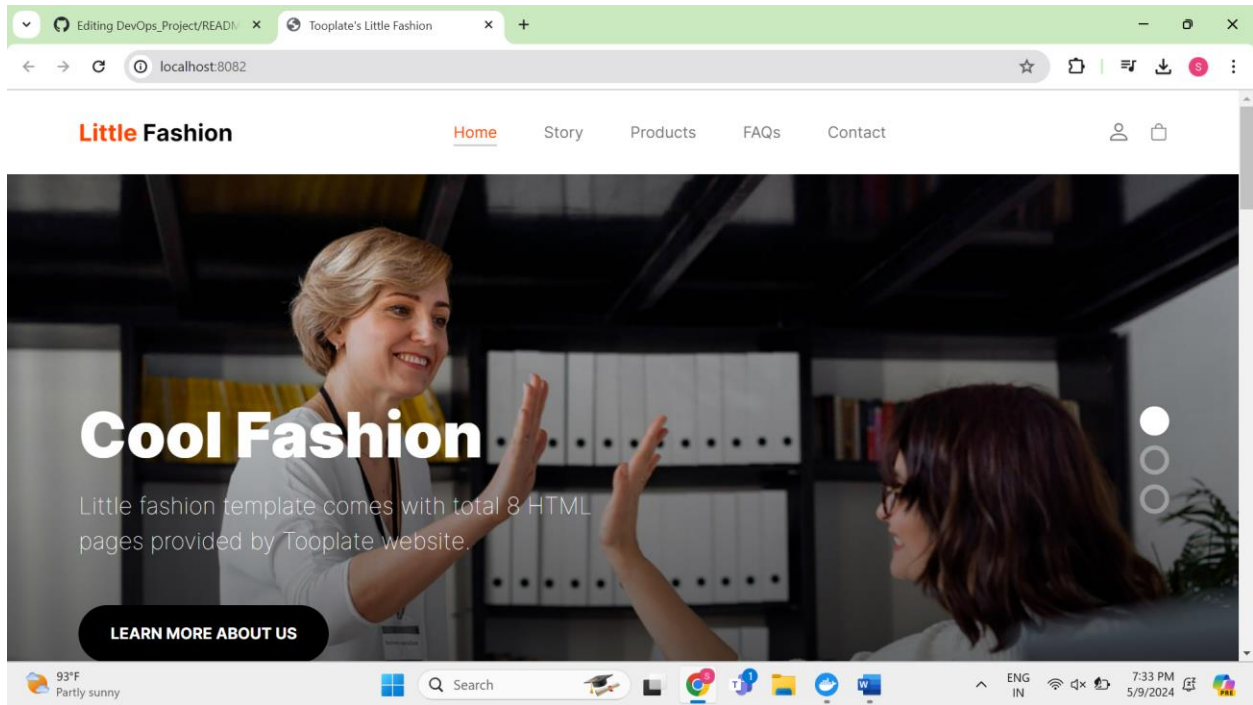 Editing DevOps_Project/READM
Tooplate's Little Fashion
localhost:8082
S
Little Fashion
Home
Story
Products
FAQs
Contact
Cool Fashion
Little fashion template comes with total 8 HTML
pages provided by Tooplate website.
LEARN MORE ABOUT US
93°F
Partly sunny
Search
S
T
1
W
ENG
IN
7:33 PM
5/9/2024
PRE